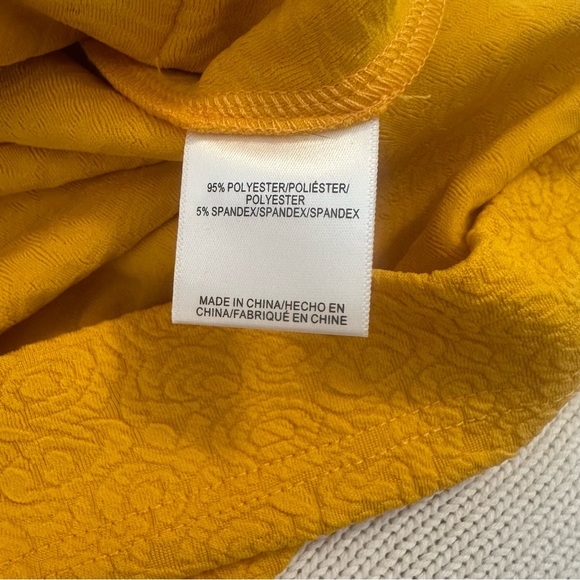 95% POLYESTER/POLIÉSTER/
POLYESTER
5% SPANDEX/SPANDEX/SPANDEX
MADE IN CHINA/HECHO EN
CHINA/FABRIQUÉ EN CHINE